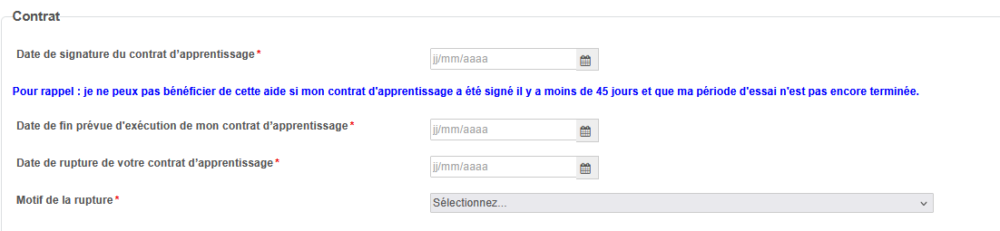 Contrat
Date de signature du contrat d’apprentissage*
jj/mm/aaaa
Pour rappel : je ne peux pas bénéficier de cette aide si mon contrat d'apprentissage a été signé il y a moins de 45 jours et que ma période d'essai n'est pas encore terminée.
Date de fin prévue d'exécution de mon contrat d’apprentissage*
jj/mm/aaaa
Date de rupture de votre contrat d’apprentissage*
jj/mm/aaaa
Motif de la rupture*
Sélectionnez...